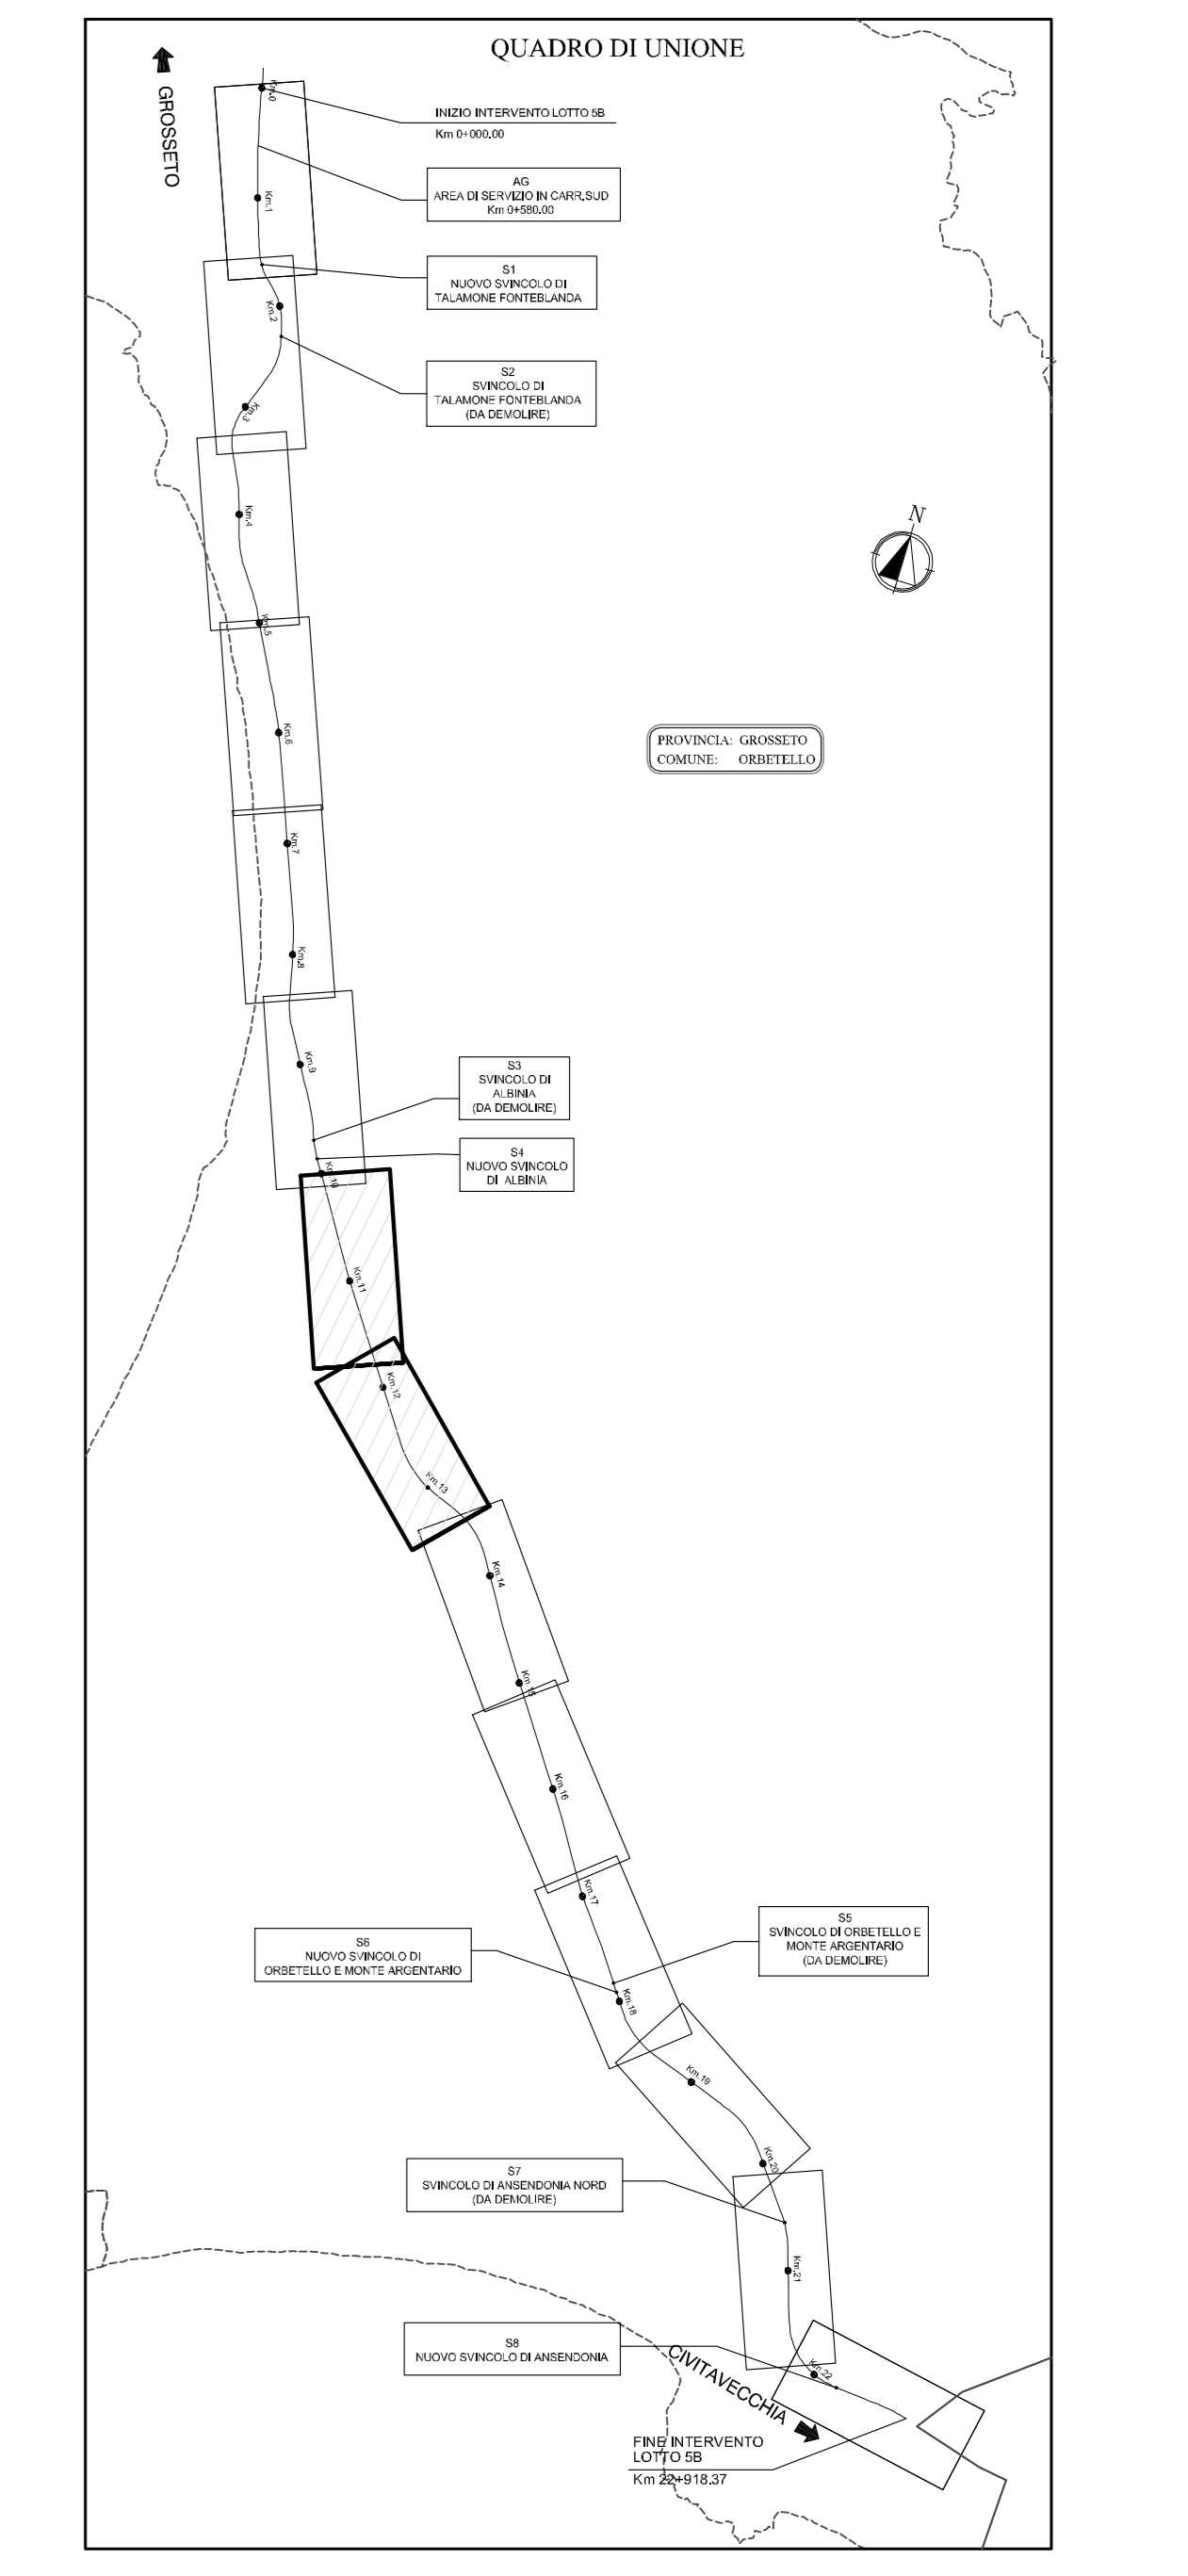 QUADRO DI UNIONE
GROSSETO
Km.0
INIZIO INTERVENTO LOTTO 5B
Km 0+000.00
AG
AREA DI SERVIZIO IN CARR.SUD
Km 0+580.00
Km.1
S1
NUOVO SVINCOLO DI
TALAMONE FONTEBLANDA
Km.2
S2
SVINCOLO DI
TALAMONE FONTEBLANDA
(DA DEMOLIRE)
Km.3
Km.4
N
Km.5
Km.6
PROVINCIA: GROSSETO
COMUNE: ORBETELLO
Km.7
Km.8
Km.9
S3
SVINCOLO DI
ALBINIA
(DA DEMOLIRE)
S4
NUOVO SVINCOLO
DI ALBINIA
Km.10
Km.11
Km.12
Km.13
Km.14
Km.15
Km.16
Km.17
S5
SVINCOLO DI ORBETELLO E
MONTE ARGENTARIO
(DA DEMOLIRE)
S6
NUOVO SVINCOLO DI
ORBETELLO E MONTE ARGENTARIO
Km.18
Km.19
Km.20
S7
SVINCOLO DI ANSENDONIA NORD
(DA DEMOLIRE)
Km.21
S8
NUOVO SVINCOLO DI ANSENDONIA
Km.22
CIVITAVECCHIA
FINE INTERVENTO
LOTTO 5B
Km 22+918.37